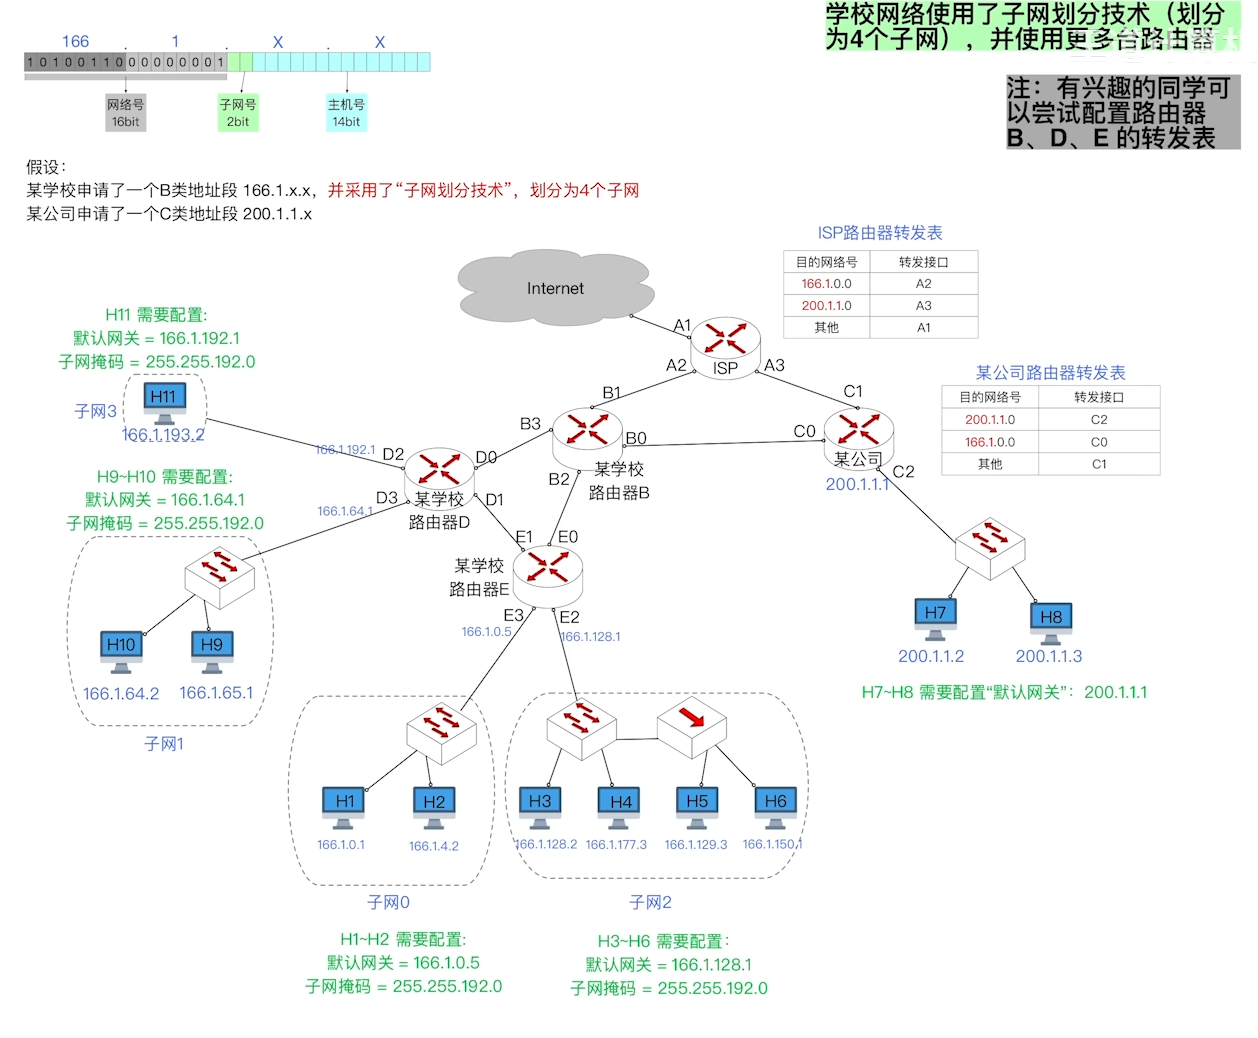 学校网络使用了子网划分技术（划分
为4个子网），并使用更多台路由器
注：有兴趣的同学可
以尝试配置路由器
B、D、E 的转发表
166 . 1 . X . X
1 0 1 0 0 1 1 0 0 0 0 0 0 0 0 1
网络号
16bit
子网号
2bit
主机号
14bit
假设：
某学校申请了一个B类地址段 166.1.x.x，并采用了“子网划分技术”，划分为4个子网
某公司申请了一个C类地址段 200.1.1.x
ISP路由器转发表
目的网络号 转发接口
166.1.0.0 A2
200.1.1.0 A3
其他 A1
Internet
A1
A2
A3
ISP
某公司路由器转发表
目的网络号 转发接口
200.1.1.0 C2
166.1.0.0 C0
其他 C1
H11 需要配置:
默认网关 = 166.1.192.1
子网掩码 = 255.255.192.0
H11
子网3
166.1.193.2
166.1.192.1
B1
B3
B0
B2
某学校
路由器B
C1
C0
某公司
C2
200.1.1.1
D2
D0
D3
D1
某学校
路由器D
166.1.64.1
H9~H10 需要配置:
默认网关 = 166.1.64.1
子网掩码 = 255.255.192.0
H10
H9
166.1.64.2
166.1.65.1
子网1
E1
E0
某学校
路由器E
E3
E2
166.1.0.5
166.1.128.1
H7
H8
200.1.1.2
200.1.1.3
H7~H8 需要配置“默认网关”：200.1.1.1
H1
H2
166.1.0.1
166.1.4.2
子网0
H3
H4
H5
H6
166.1.128.2
166.1.177.3
166.1.129.3
166.1.150.1
子网2
H1~H2 需要配置:
默认网关 = 166.1.0.5
子网掩码 = 255.255.192.0
H3~H6 需要配置:
默认网关 = 166.1.128.1
子网掩码 = 255.255.192.0